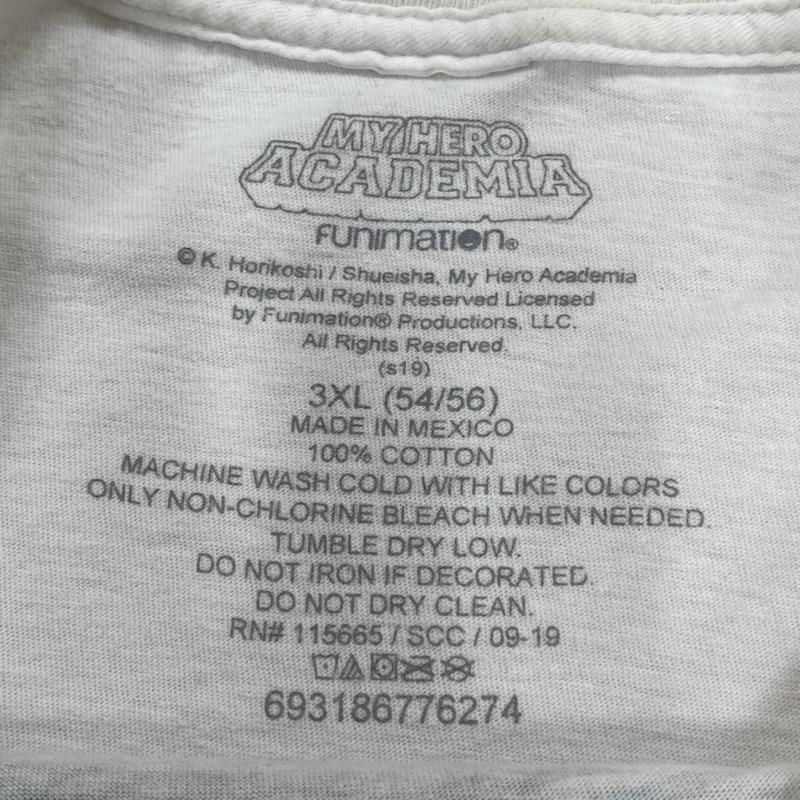 MY HERO
ACADEMIA
FUnimation®
© K. Horikoshi / Shueisha, My Hero Academia
Project All Rights Reserved Licensed
by Funimation® Productions, LLC.
All Rights Reserved.
(s19)
3XL (54/56)
MADE IN MEXICO
100% COTTON
MACHINE WASH COLD WITH LIKE COLORS
ONLY NON-CHLORINE BLEACH WHEN NEEDED.
TUMBLE DRY LOW.
DO NOT IRON IF DECORATED.
DO NOT DRY CLEAN.
RN# 115665 / SCC / 09-19
693186776274